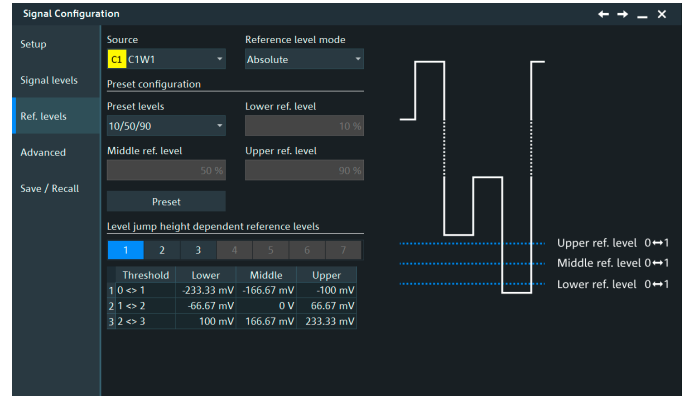 Signal Configuration
Setup
Signal levels
Ref. levels
Advanced
Save / Recall
Source
Reference level mode
C1 C1W1
Absolute
Preset configuration
Preset levels
Lower ref. level
10/50/90
10 %
Middle ref. level
Upper ref. level
50 %
90 %
Preset
Level jump height dependent reference levels
1 2 3 4 5 6 7
Threshold Lower Middle Upper
1 0 <> 1 -233.33 mV -166.67 mV -100 mV
2 1 <> 2 -66.67 mV 0 V 66.67 mV
3 2 <> 3 100 mV 166.67 mV 233.33 mV
Upper ref. level 0↔1
Middle ref. level 0↔1
Lower ref. level 0↔1